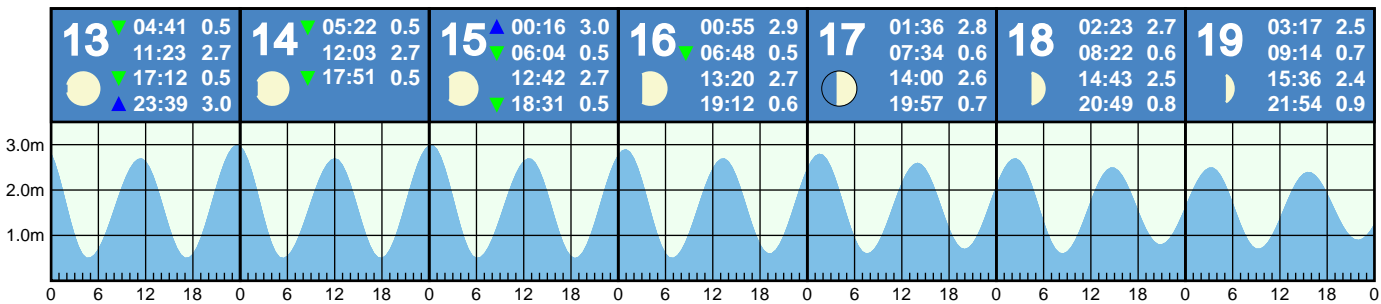 13 ▼ 04:41 0.5
11:23 2.7
▼ 17:12 0.5
▲ 23:39 3.0
14 ▼ 05:22 0.5
12:03 2.7
▼ 17:51 0.5
15 ▲ 00:16 3.0
▼ 06:04 0.5
12:42 2.7
▼ 18:31 0.5
16 00:55 2.9
▼ 06:48 0.5
13:20 2.7
19:12 0.6
17 01:36 2.8
07:34 0.6
14:00 2.6
19:57 0.7
18 02:23 2.7
08:22 0.6
14:43 2.5
20:49 0.8
19 03:17 2.5
09:14 0.7
15:36 2.4
21:54 0.9
3.0m
2.0m
1.0m
0 6 12 18 0 6 12 18 0 6 12 18 0 6 12 18 0 6 12 18 0 6 12 18 0 6 12 18 0